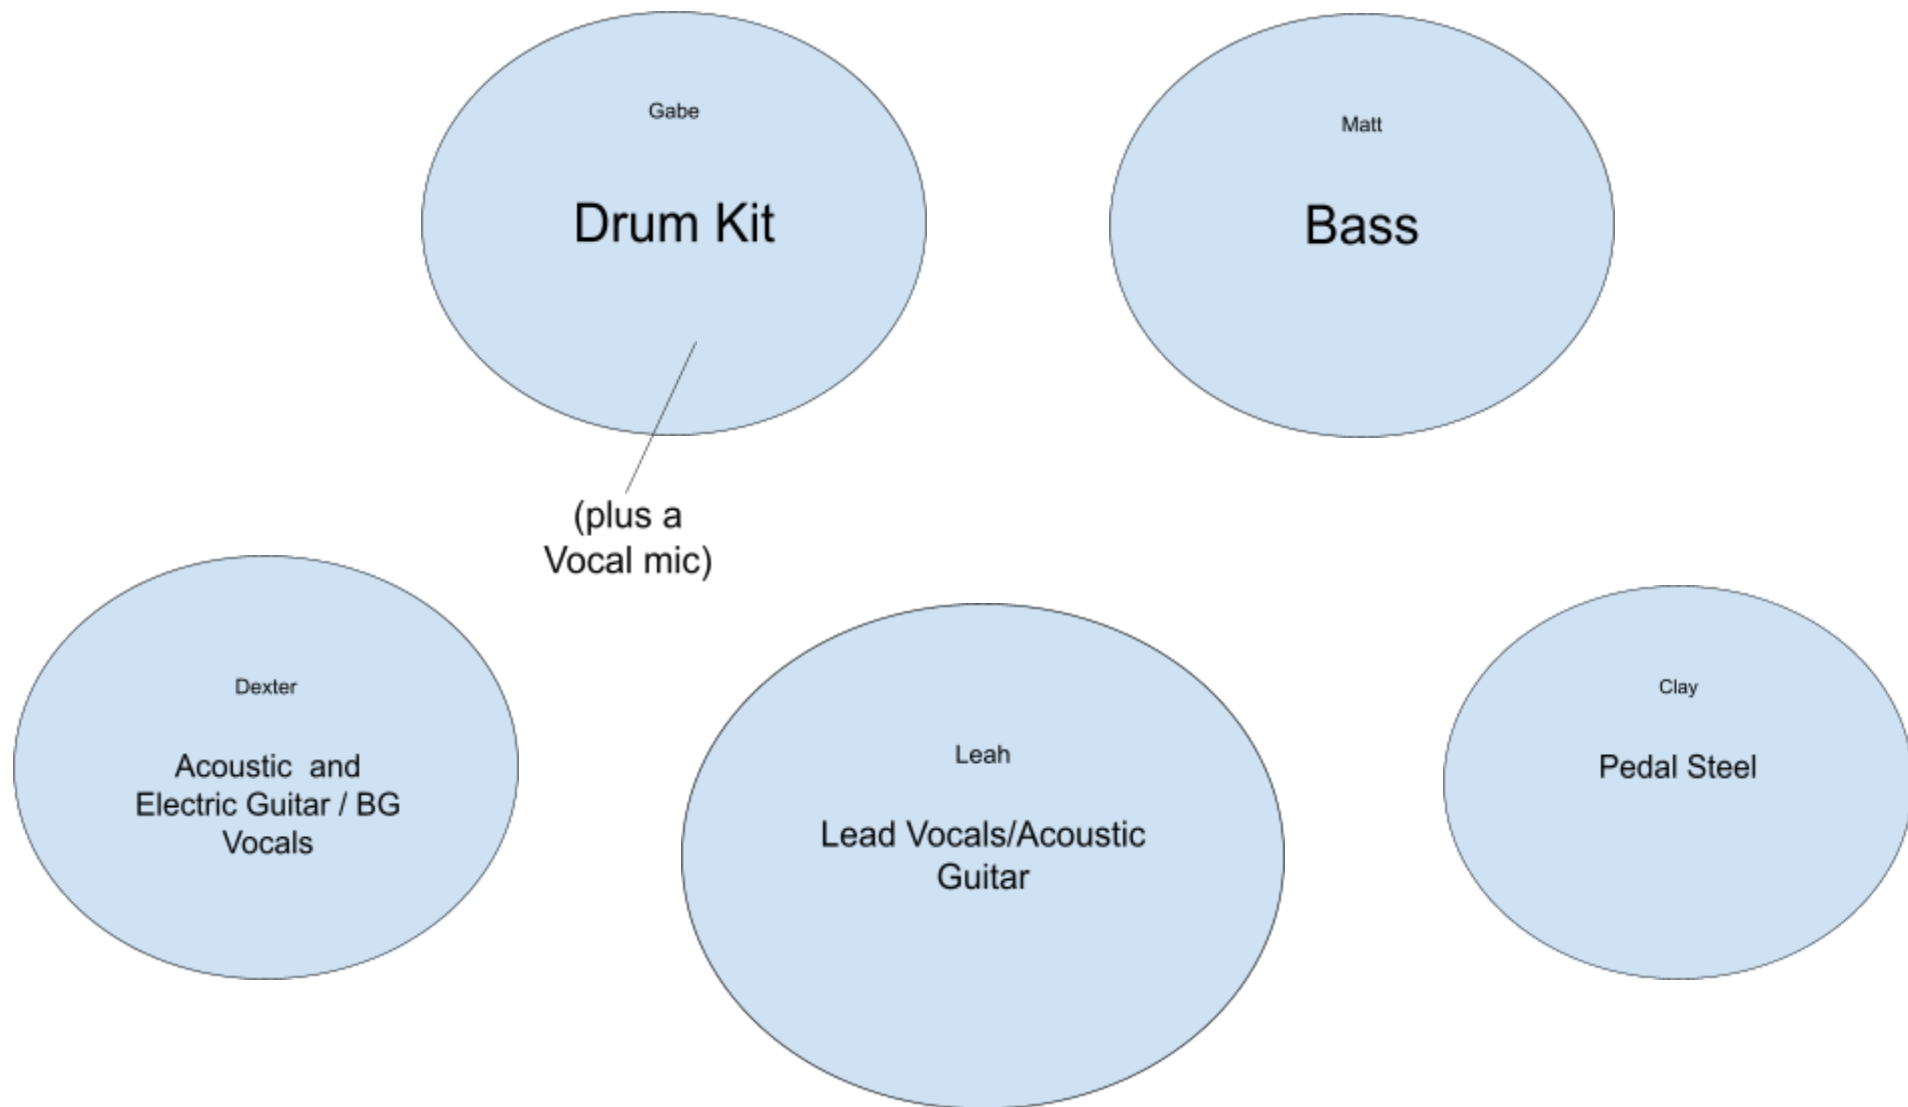 Gabe
Drum Kit
(plus a
Vocal mic)
Matt
Bass
Dexter
Acoustic  and
Electric Guitar / BG
Vocals
Leah
Lead Vocals/Acoustic
Guitar
Clay
Pedal Steel